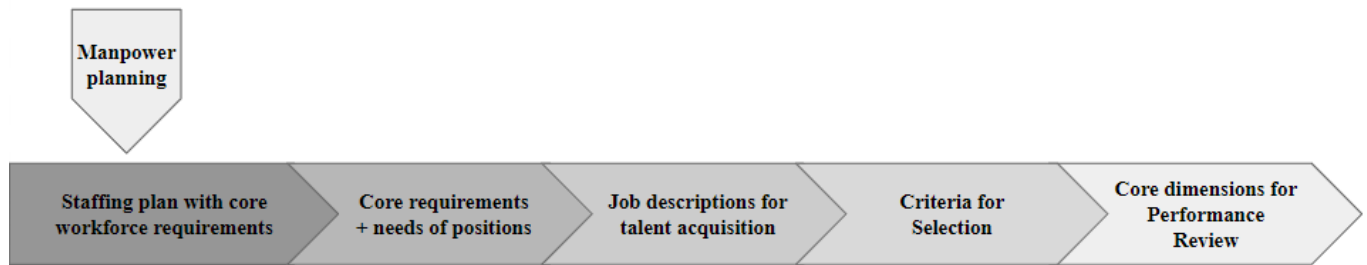 Manpower
planning
Staffing plan with core
workforce requirements
Core requirements
+ needs of positions
Job descriptions for
talent acquisition
Criteria for
Selection
Core dimensions for
Performance
Review